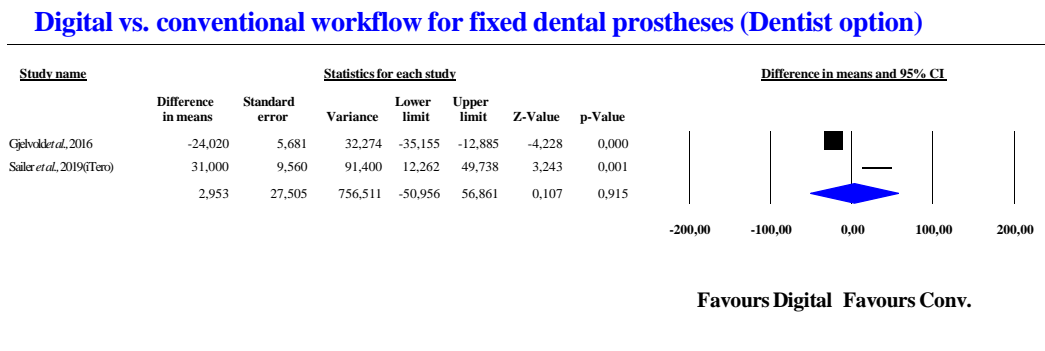 Digital vs. conventional workflow for fixed dental prostheses (Dentist option)
Study name Statistics for each study Difference in means and 95% CI
Difference Standard Lower Upper
in means error Variance limit limit Z-Value p-Value
Gjelvold et al., 2016 -24,020 5,681 32,274 -35,155 -12,885 -4,228 0,000
Sailer et al., 2019 (iTero) 31,000 9,560 91,400 12,262 49,738 3,243 0,001
2,953 27,505 756,511 -50,956 56,861 0,107 0,915
-200,00 -100,00 0,00 100,00 200,00
Favours Digital Favours Conv.